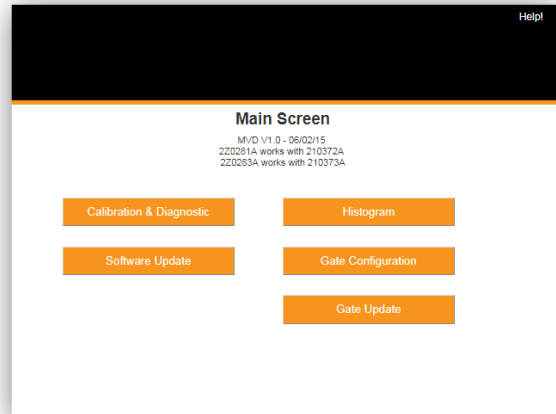 Help!
Main Screen
MVD V1.0 - 06/02/15
2Z0281A works with 210372A
2Z0283A works with 210373A
Calibration & Diagnostic
Histogram
Software Update
Gate Configuration
Gate Update